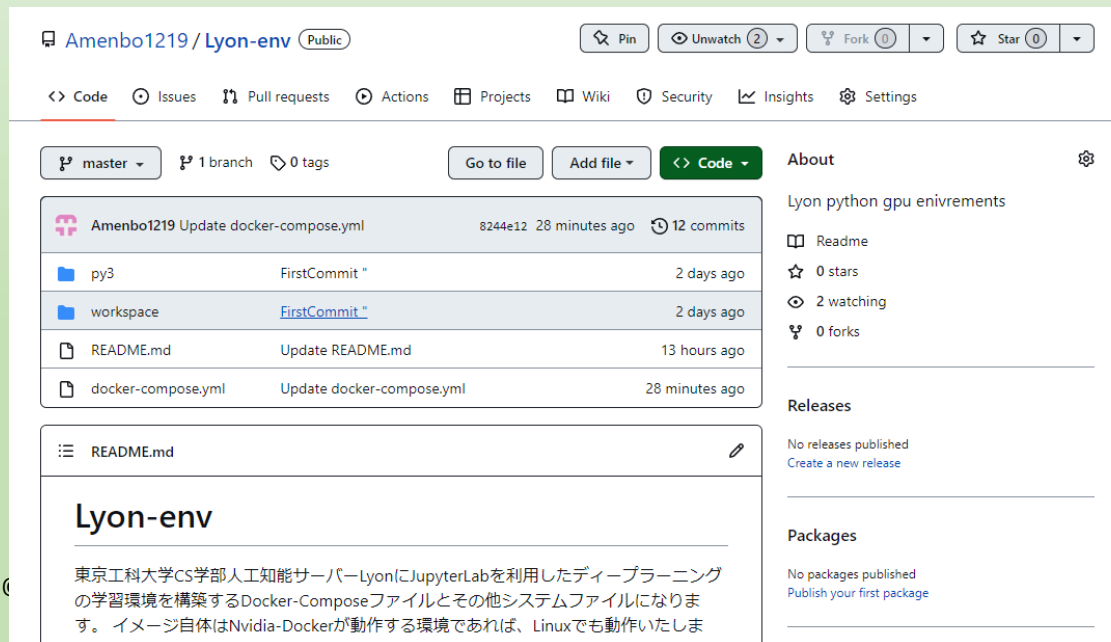 Amenbo1219 / Lyon-env Public
Pin Unwatch 2 Fork 0 Star 0
Code Issues Pull requests Actions Projects Wiki Security Insights Settings
master 1 branch 0 tags Go to file Add file Code
Amenbo1219 Update docker-compose.yml 8244e12 28 minutes ago 12 commits
py3 FirstCommit " 2 days ago
workspace FirstCommit " 2 days ago
README.md Update README.md 13 hours ago
docker-compose.yml Update docker-compose.yml 28 minutes ago
README.md
Lyon-env
東京工科大学CS学部人工知能サーバーLyonにJupyterLabを利用したディープラーニング
の学習環境を構築するDocker-Composeファイルとその他システムファイルになりま
す。 イメージ自体はNvidia-Dockerが動作する環境であれば、Linuxでも動作いたしま
About
Lyon python gpu enivrements
Readme
0 stars
2 watching
0 forks
Releases
No releases published
Create a new release
Packages
No packages published
Publish your first package